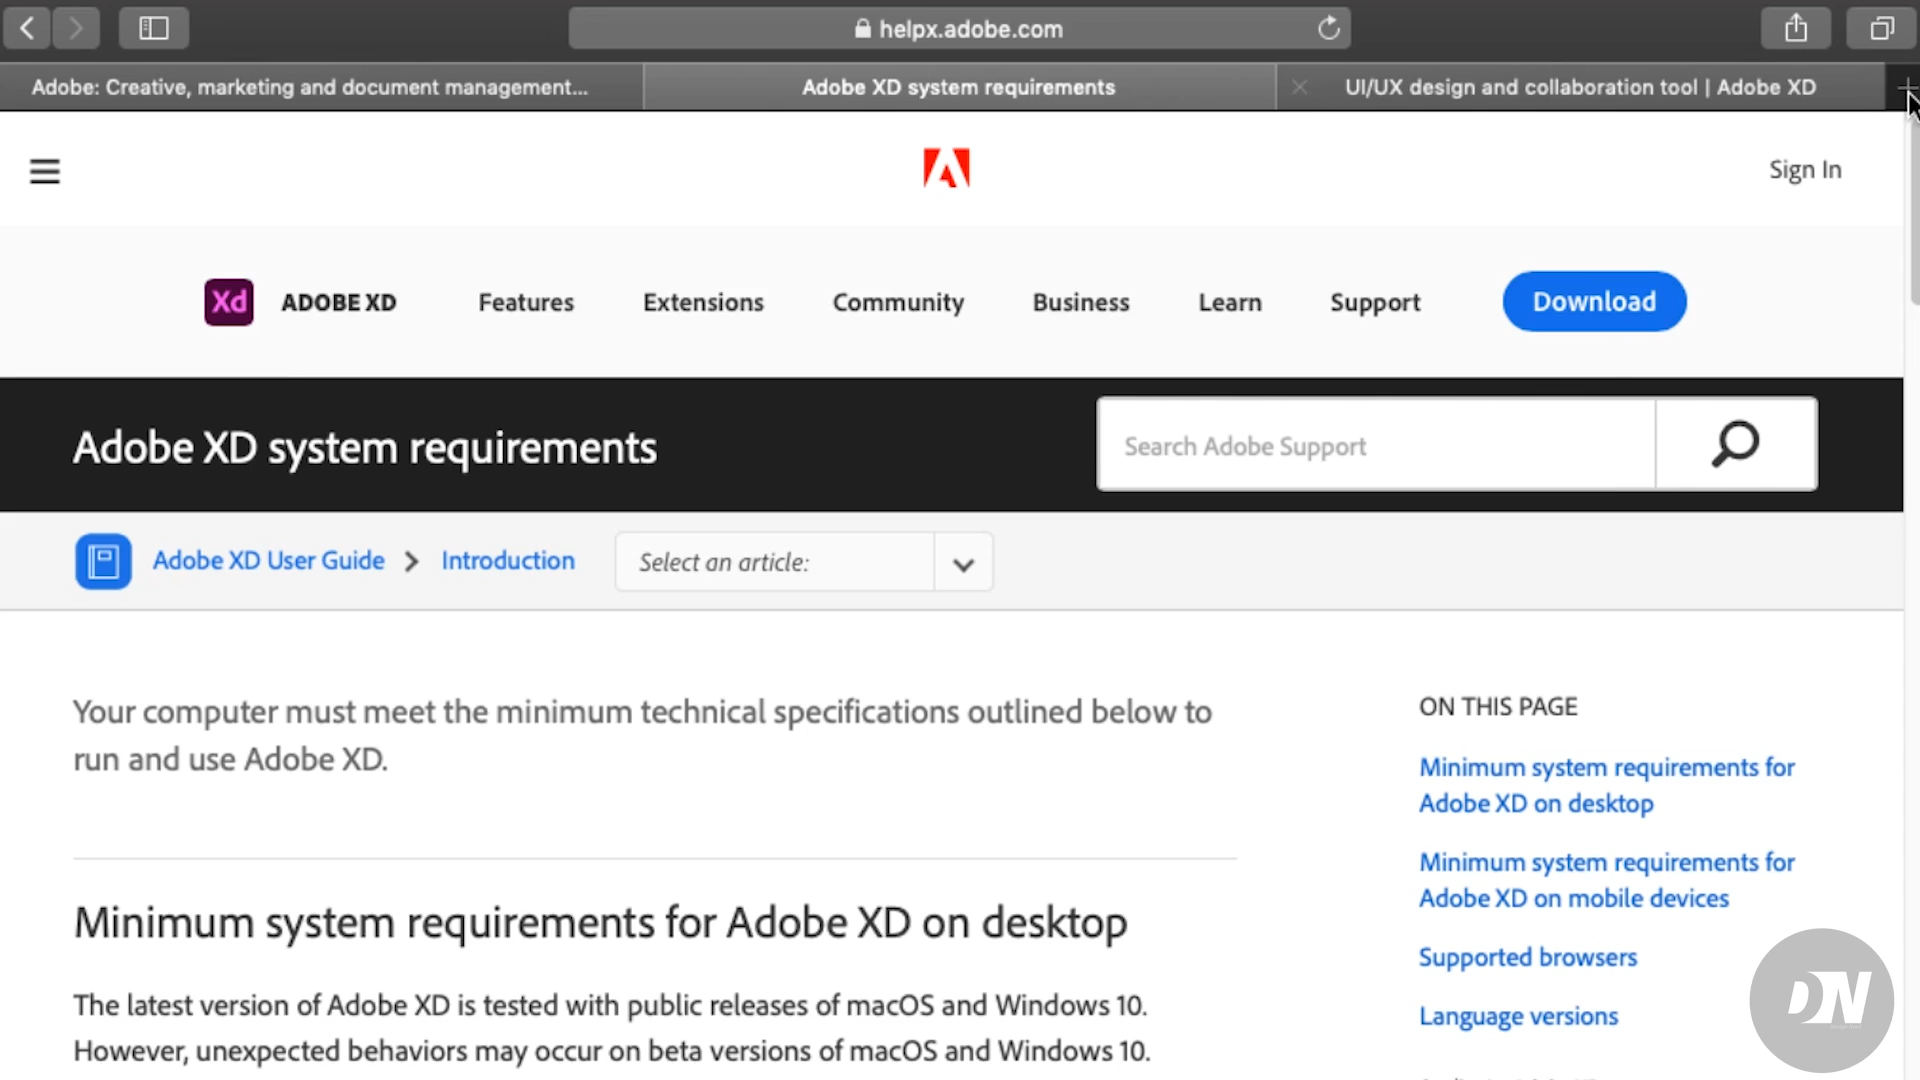 helpx.adobe.com
Adobe: Creative, marketing and document management...
Adobe XD system requirements
UI/UX design and collaboration tool | Adobe XD
Sign In
Xd
ADOBE XD
Features
Extensions
Community
Business
Learn
Support
Download
Adobe XD system requirements
Search Adobe Support
Adobe XD User Guide
Introduction
Select an article:
Your computer must meet the minimum technical specifications outlined below to
run and use Adobe XD.
ON THIS PAGE
Minimum system requirements for
Adobe XD on desktop
Minimum system requirements for
Adobe XD on mobile devices
Supported browsers
Language versions
Minimum system requirements for Adobe XD on desktop
The latest version of Adobe XD is tested with public releases of macOS and Windows 10.
However, unexpected behaviors may occur on beta versions of macOS and Windows 10.
DN